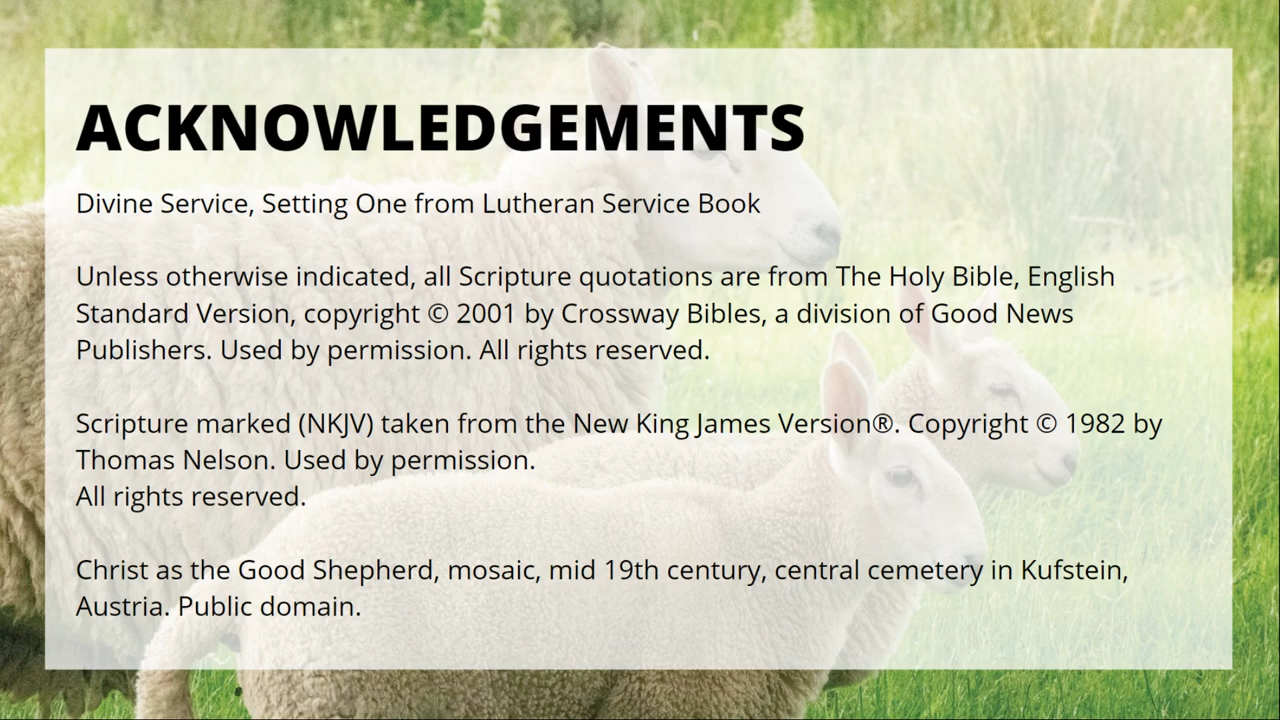 ACKNOWLEDGEMENTS
Divine Service, Setting One from Lutheran Service Book
Unless otherwise indicated, all Scripture quotations are from The Holy Bible, English
Standard Version, copyright © 2001 by Crossway Bibles, a division of Good News
Publishers. Used by permission. All rights reserved.
Scripture marked (NKJV) taken from the New King James Version®. Copyright © 1982 by
Thomas Nelson. Used by permission.
All rights reserved.
Christ as the Good Shepherd, mosaic, mid 19th century, central cemetery in Kufstein,
Austria. Public domain.